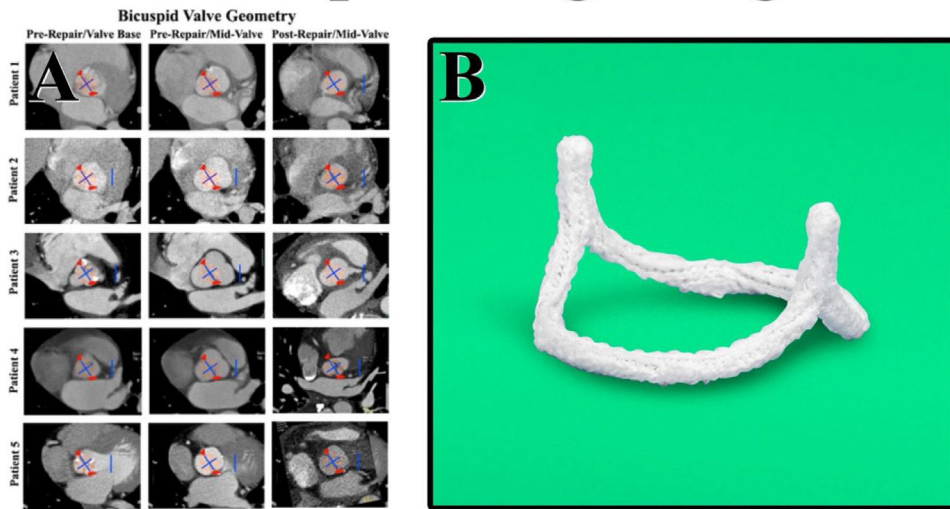 Bicuspid Valve Geometry
Pre-Repair/Valve Base Pre-Repair/Mid-Valve Post-Repair/Mid-Valve
A
B
Patient 1
Patient 2
Patient 3
Patient 4
Patient 5